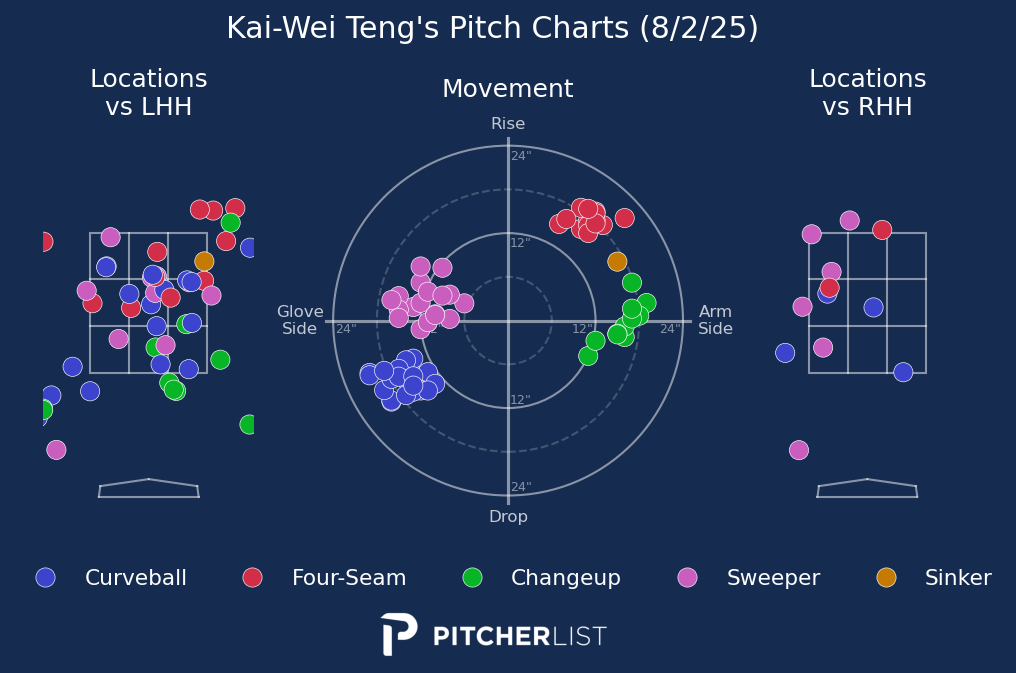 Kai-Wei Teng's Pitch Charts (8/2/25)
Locations
vs LHH
Movement
Locations
vs RHH
Rise
24"
12"
Glove
Side
24"
12"
24"
Arm
Side
12"
24"
Drop
Curveball
Four-Seam
Changeup
Sweeper
Sinker
PITCHERLIST